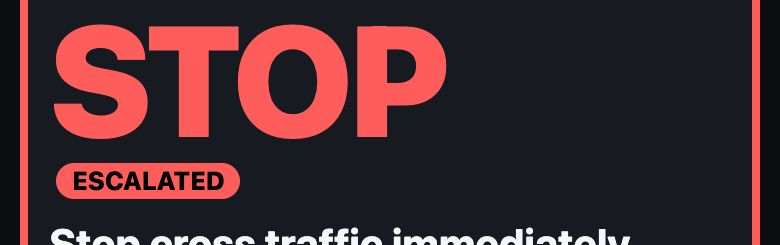 STOP
ESCALATED
Stop cross traffic immediately